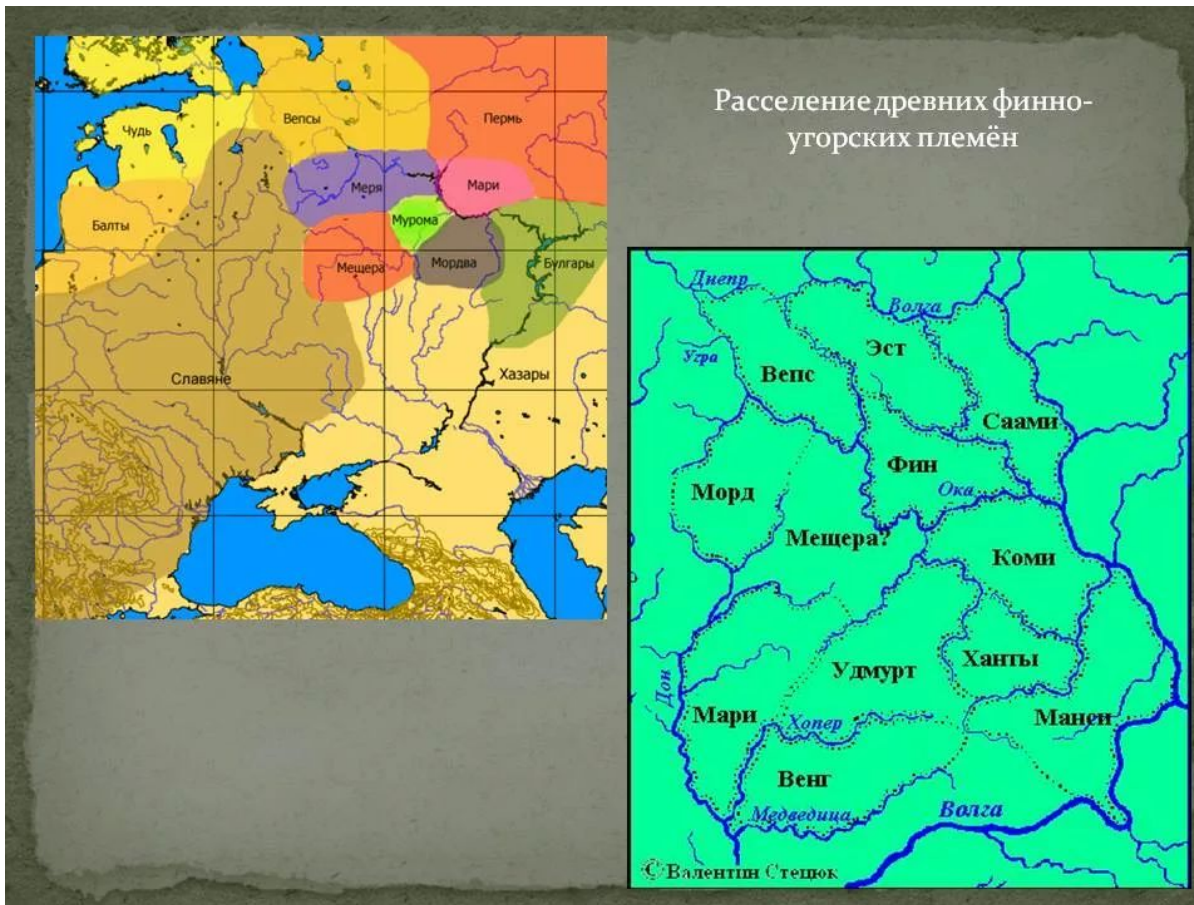 Расселение древних финно-
угорских племён
Чудь
Вепсы
Пермь
Меря
Мари
Балты
Мурома
Мещера
Мордва
Булгары
Славяне
Хазары
Днепр
Волга
Угра
Эст
Вепс
Саами
Фин
Морд
Ока
Мещера?
Коми
Ханты
Удмурт
Дон
Мари
Хопер
Манси
Венг
Медведица
Волга
© Валентин Стецюк